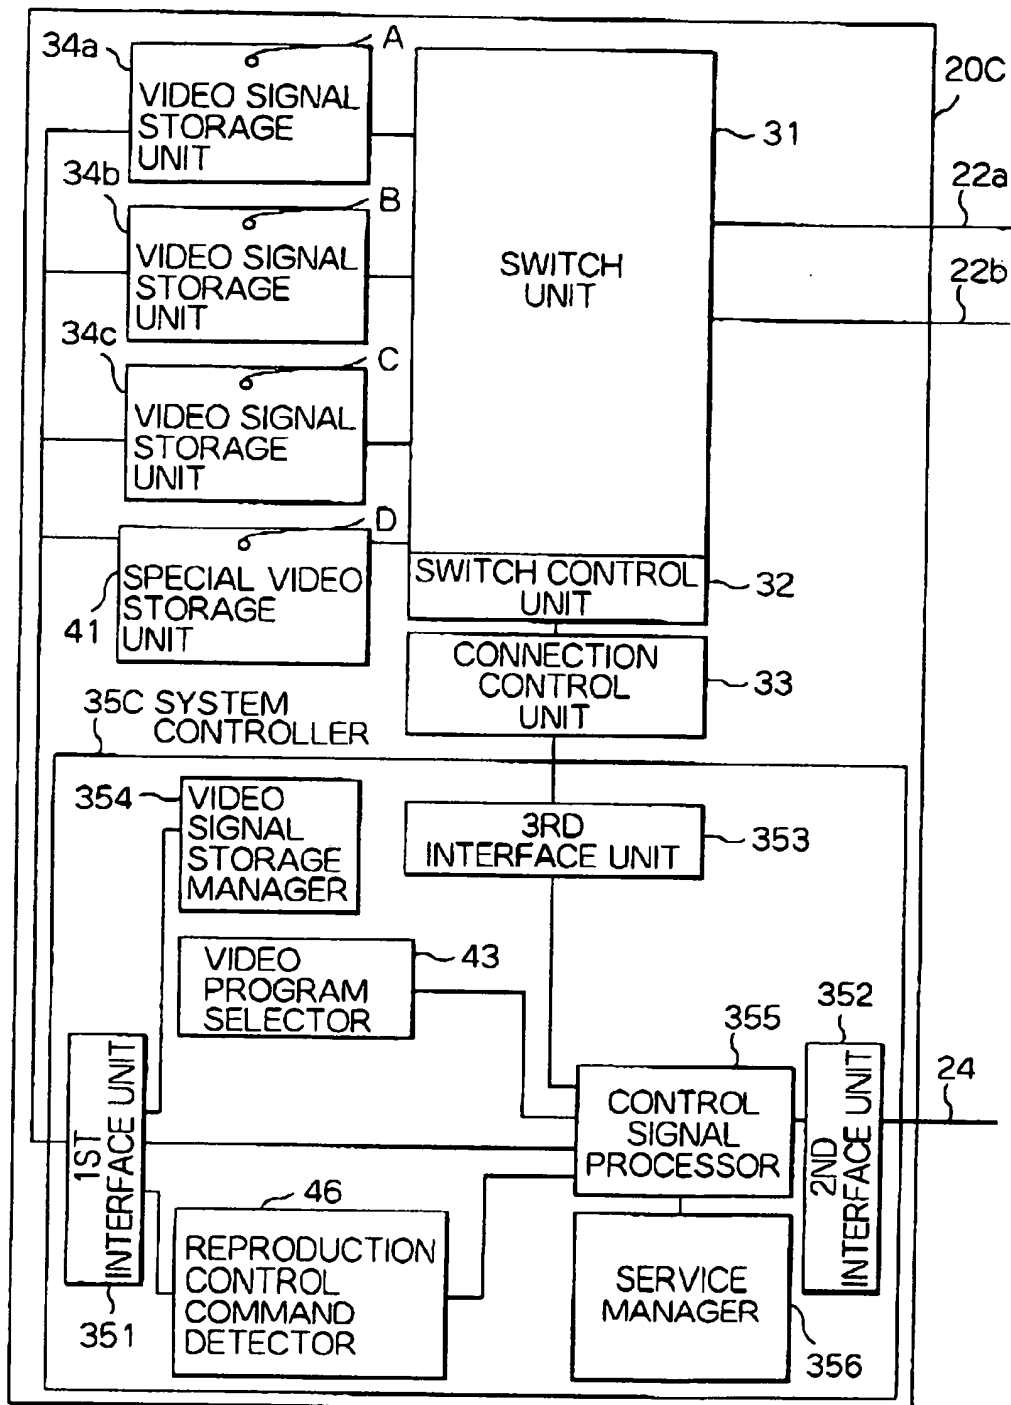 34a
A
VIDEO SIGNAL
STORAGE
UNIT
20C
31
34b
B
VIDEO SIGNAL
STORAGE
UNIT
22a
SWITCH
UNIT
22b
34c
C
VIDEO SIGNAL
STORAGE
UNIT
D
SPECIAL VIDEO
STORAGE
UNIT
41
SWITCH CONTROL
UNIT
32
CONNECTION
CONTROL
UNIT
33
35C SYSTEM
CONTROLLER
354
VIDEO
SIGNAL
STORAGE
MANAGER
3RD
INTERFACE UNIT
353
VIDEO
PROGRAM
SELECTOR
43
355
352
1ST
INTERFACE UNIT
351
CONTROL
SIGNAL
PROCESSOR
2ND
INTERFACE UNIT
24
46
REPRODUCTION
CONTROL
COMMAND
DETECTOR
SERVICE
MANAGER
356